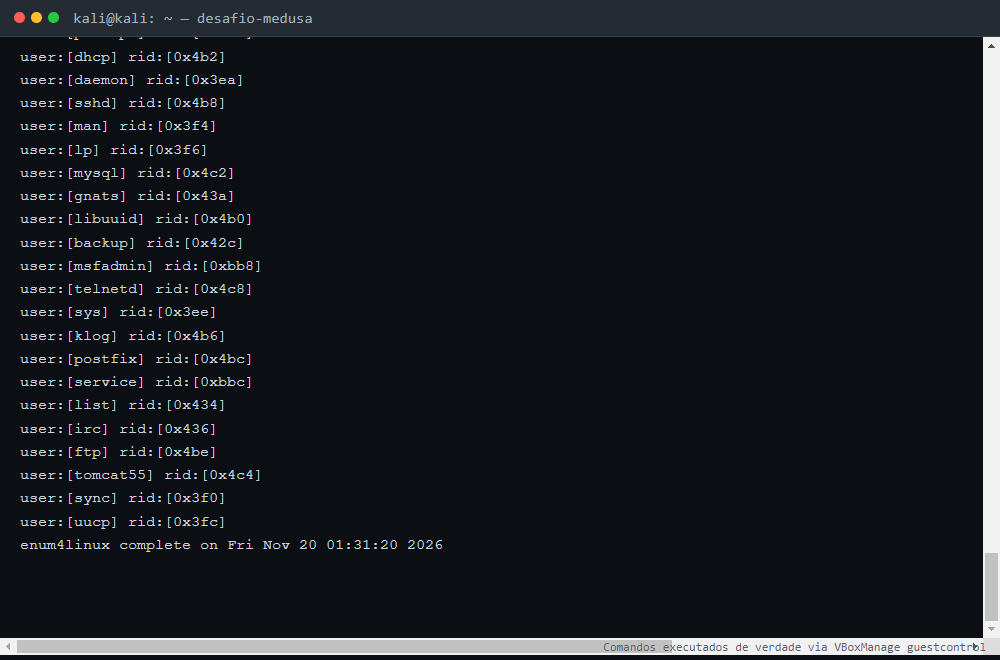 kali@kali: ~ — desafio-medusa
user:[dhcp] rid:[0x4b2]
user:[daemon] rid:[0x3ea]
user:[sshd] rid:[0x4b8]
user:[man] rid:[0x3f4]
user:[lp] rid:[0x3f6]
user:[mysql] rid:[0x4c2]
user:[gnats] rid:[0x43a]
user:[libuuid] rid:[0x4b0]
user:[backup] rid:[0x42c]
user:[msfadmin] rid:[0xbb8]
user:[telnetd] rid:[0x4c8]
user:[sys] rid:[0x3ee]
user:[klog] rid:[0x4b6]
user:[postfix] rid:[0x4bc]
user:[service] rid:[0xbbc]
user:[list] rid:[0x434]
user:[irc] rid:[0x436]
user:[ftp] rid:[0x4be]
user:[tomcat55] rid:[0x4c4]
user:[sync] rid:[0x3f0]
user:[uucp] rid:[0x3fc]
enum4linux complete on Fri Nov 20 01:31:20 2026
Comandos executados de verdade via VBoxManage guestcontrol